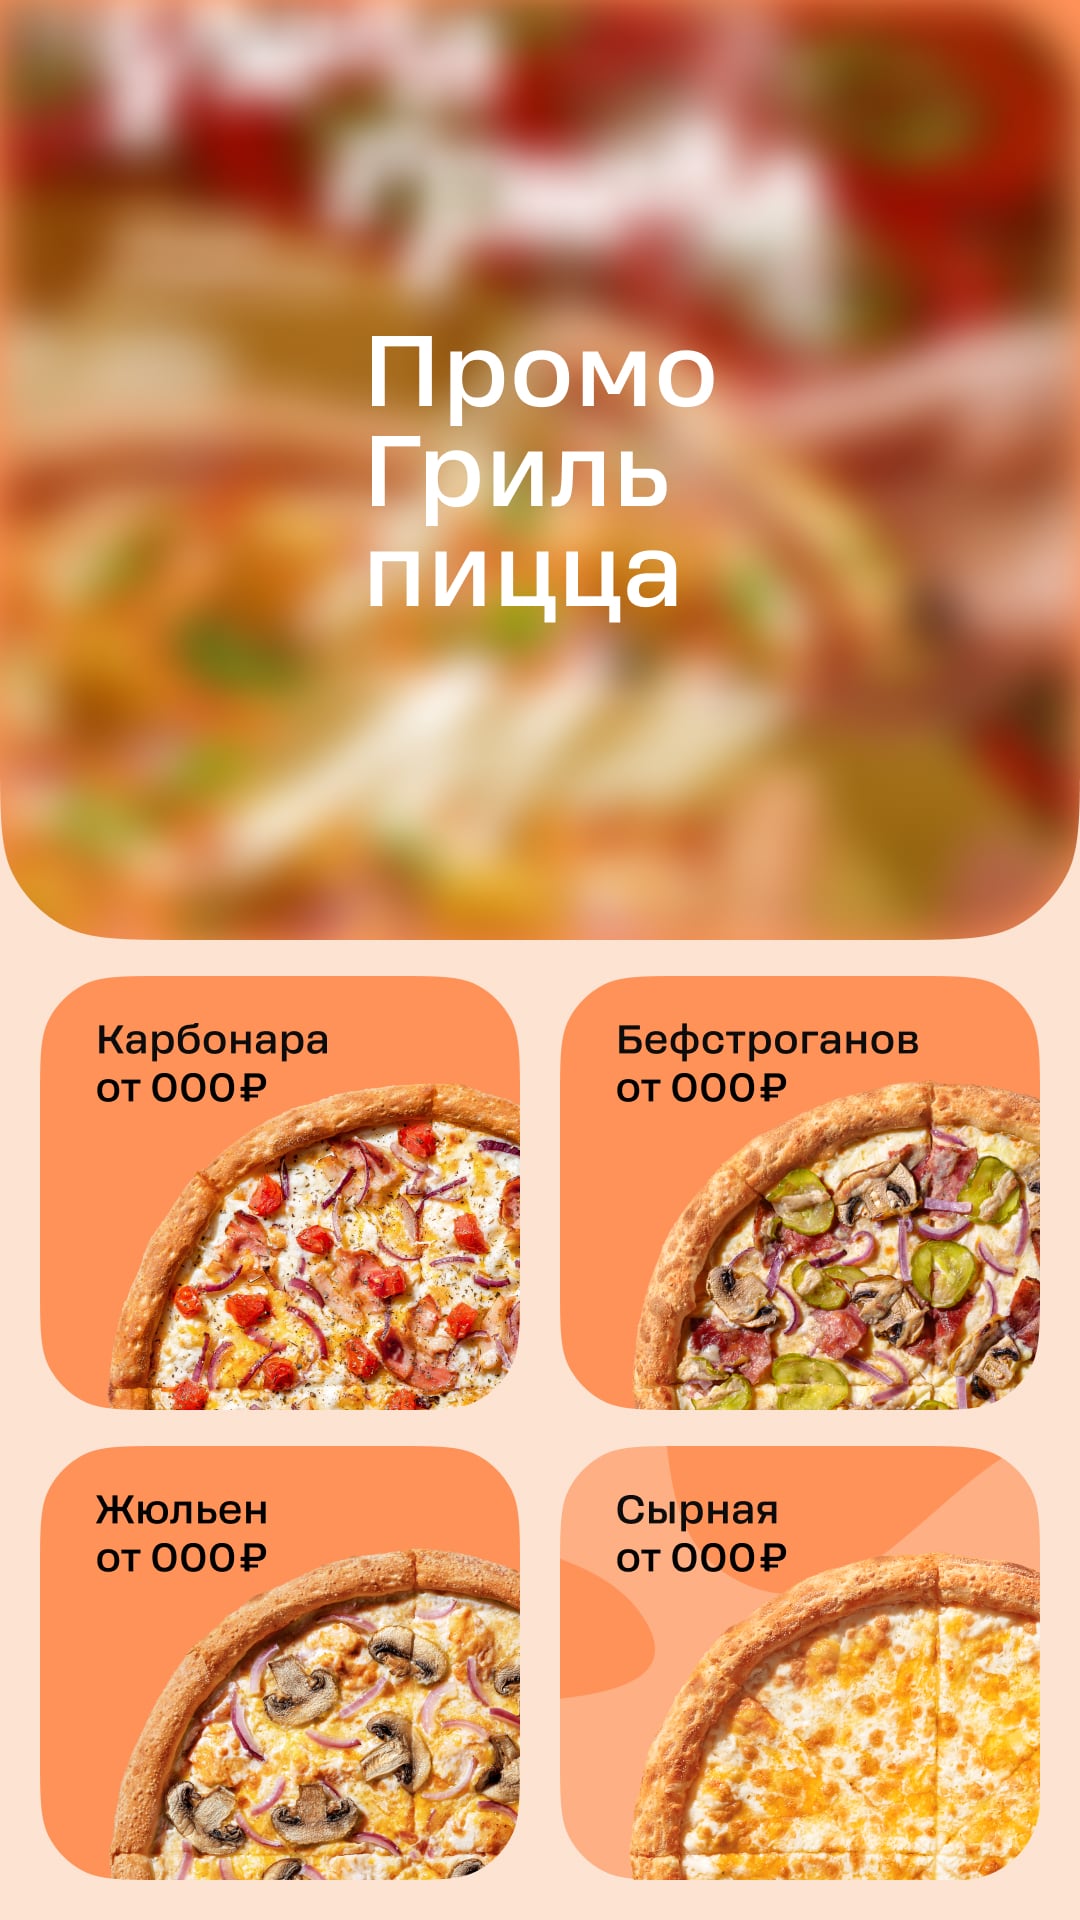 Промо
Гриль
пицца
Карбонара
от 000₽
Бефстроганов
от 000₽
Жюльен
от 000₽
Сырная
от 000₽